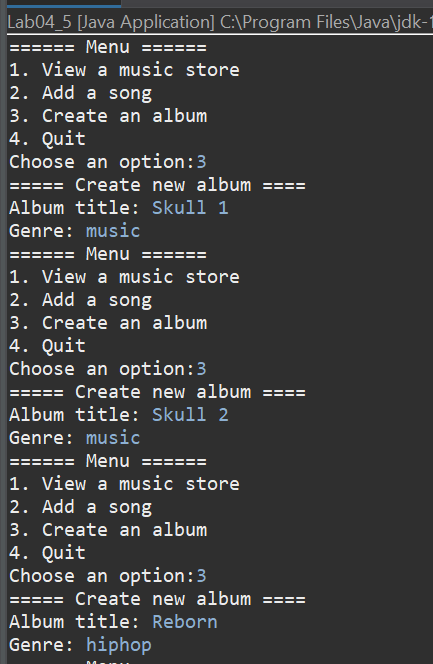 Lab04_5 [Java Application] C:\Program Files\Java\jdk-1
====== Menu ======
1. View a music store
2. Add a song
3. Create an album
4. Quit
Choose an option:3
===== Create new album ====
Album title: Skull 1
Genre: music
====== Menu ======
1. View a music store
2. Add a song
3. Create an album
4. Quit
Choose an option:3
===== Create new album ====
Album title: Skull 2
Genre: music
====== Menu ======
1. View a music store
2. Add a song
3. Create an album
4. Quit
Choose an option:3
===== Create new album ====
Album title: Reborn
Genre: hiphop
Menu